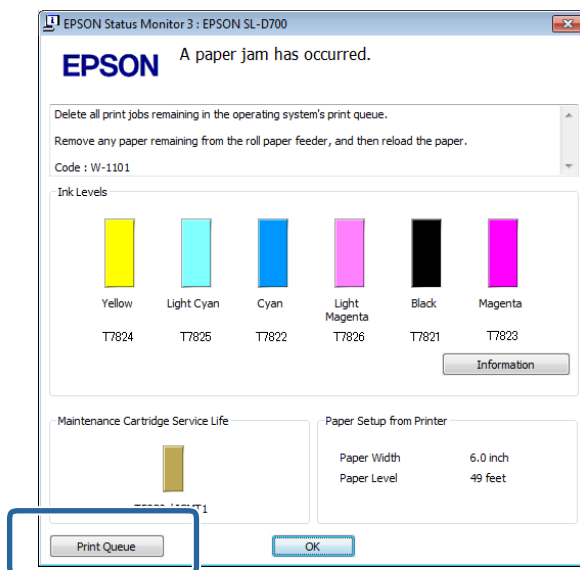 EPSON Status Monitor 3 : EPSON SL-D700
EPSON
A paper jam has occurred.
Delete all print jobs remaining in the operating system's print queue.
Remove any paper remaining from the roll paper feeder, and then reload the paper.
Code : W-1101
Ink Levels
Yellow Light Cyan Cyan Light Magenta Black Magenta
T7824 T7825 T7822 T7826 T7821 T7823
Information
Maintenance Cartridge Service Life
Paper Setup from Printer
Paper Width 6.0 inch
Paper Level 49 feet
Print Queue
OK